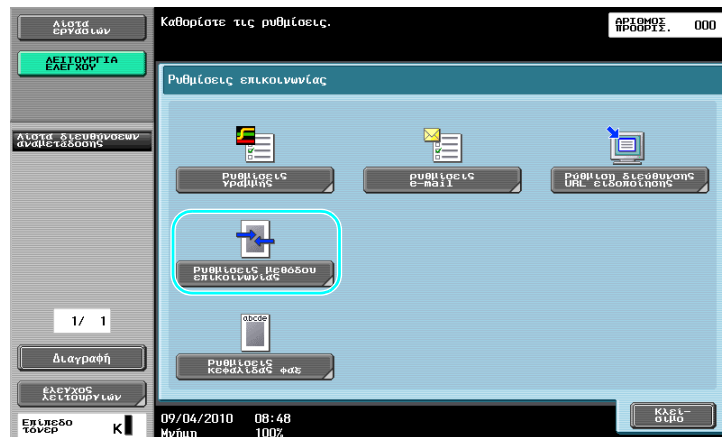 Λίστα
εργασιών
Καθορίστε τις ρυθμίσεις.
ΑΡΙΘΜΟΣ
ΠΡΟΟΡΙΣ.
000
ΛΕΙΤΟΥΡΓΙΑ
ΕΛΕΓΧΟΥ
Ρυθμίσεις επικοινωνίας
Λίστα διευθύνσεων
αναμετάδοσης
Ρυθμίσεις
γραμμής
ρυθμίσεις
e-mail
Ρύθμιση διεύθυνσης
URL ειδοποίησης
Ρυθμίσεις μεθόδου
επικοινωνίας
abcde
Ρυθμίσεις
κεφαλίδας φαξ
1/ 1
Διαγραφή
έλεγχος
λειτουργιών
Επίπεδο
τόνερ
K
09/04/2010 08:48
Μνήμη 100%
Κλεί-
σιμο